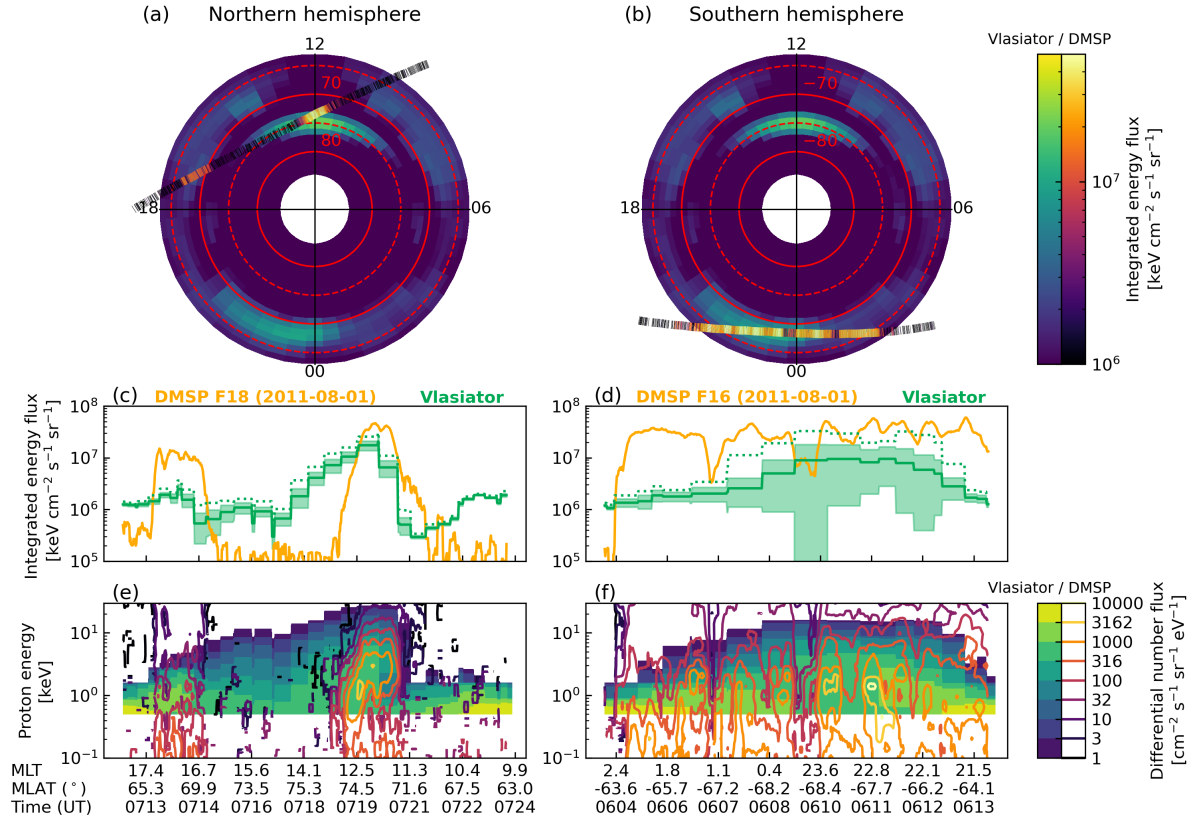 (a) Northern hemisphere
(b) Southern hemisphere
Vlasiator / DMSP
12
70
80
18
06
00
12
−70
−80
18
06
00
10⁷
10⁶
Integrated energy flux
[keV cm⁻² s⁻¹ sr⁻¹]
(c) DMSP F18 (2011-08-01) Vlasiator
(d) DMSP F16 (2011-08-01) Vlasiator
Integrated energy flux
[keV cm⁻² s⁻¹ sr⁻¹]
10⁸
10⁷
10⁶
10⁵
10⁸
10⁷
10⁶
10⁵
(e)
(f)
Proton energy
[keV]
10¹
10⁰
10⁻¹
10¹
10⁰
10⁻¹
Vlasiator / DMSP
10000
3162
1000
316
100
32
10
3
1
Differential number flux
[cm⁻² s⁻¹ sr⁻¹ eV⁻¹]
MLT 17.4 16.7 15.6 14.1 12.5 11.3 10.4 9.9 2.4 1.8 1.1 0.4 23.6 22.8 22.1 21.5
MLAT (°) 65.3 69.9 73.5 75.3 74.5 71.6 67.5 63.0 -63.6 -65.7 -67.2 -68.2 -68.4 -67.7 -66.2 -64.1
Time (UT) 0713 0714 0716 0718 0719 0721 0722 0724 0604 0606 0607 0608 0610 0611 0612 0613